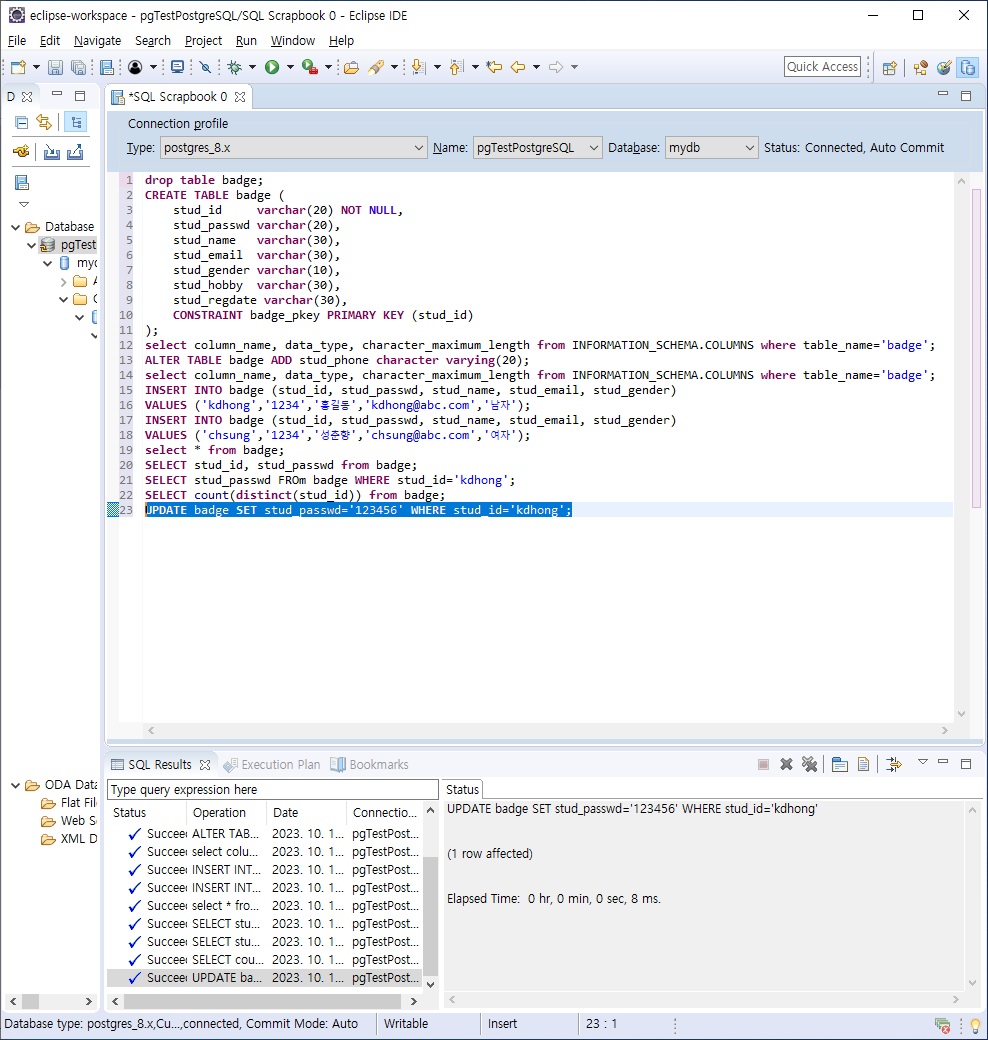 eclipse-workspace - pgTestPostgreSQL/SQL Scrapbook 0 - Eclipse IDE
File Edit Navigate Search Project Run Window Help
Quick Access
D
*SQL Scrapbook 0
Connection profile
Type: postgres_8.x Name: pgTestPostgreSQL Database: mydb Status: Connected, Auto Commit
Database
pgTest
myc
A
C
1 drop table badge;
2 CREATE TABLE badge (
3 stud_id varchar(20) NOT NULL,
4 stud_passwd varchar(20),
5 stud_name varchar(30),
6 stud_email varchar(30),
7 stud_gender varchar(10),
8 stud_hobby varchar(30),
9 stud_regdate varchar(30),
10 CONSTRAINT badge_pkey PRIMARY KEY (stud_id)
11 );
12 select column_name, data_type, character_maximum_length from INFORMATION_SCHEMA.COLUMNS where table_name='badge';
13 ALTER TABLE badge ADD stud_phone character varying(20);
14 select column_name, data_type, character_maximum_length from INFORMATION_SCHEMA.COLUMNS where table_name='badge';
15 INSERT INTO badge (stud_id, stud_passwd, stud_name, stud_email, stud_gender)
16 VALUES ('kdhong','1234','홍길동','kdhong@abc.com','남자');
17 INSERT INTO badge (stud_id, stud_passwd, stud_name, stud_email, stud_gender)
18 VALUES ('chsung','1234','성춘향','chsung@abc.com','여자');
19 select * from badge;
20 SELECT stud_id, stud_passwd from badge;
21 SELECT stud_passwd FROm badge WHERE stud_id='kdhong';
22 SELECT count(distinct(stud_id)) from badge;
23 UPDATE badge SET stud_passwd='123456' WHERE stud_id='kdhong';
ODA Data
Flat File
Web S
XML D
SQL Results Execution Plan Bookmarks
Type query expression here
Status Operation Date Connectio...
Succee ALTER TAB... 2023. 10. 1... pgTestPost...
Succee select colu... 2023. 10. 1... pgTestPost...
Succee INSERT INT... 2023. 10. 1... pgTestPost...
Succee INSERT INT... 2023. 10. 1... pgTestPost...
Succee select * fro... 2023. 10. 1... pgTestPost...
Succee SELECT stu... 2023. 10. 1... pgTestPost...
Succee SELECT stu... 2023. 10. 1... pgTestPost...
Succee SELECT cou... 2023. 10. 1... pgTestPost...
Succee UPDATE ba... 2023. 10. 1... pgTestPost...
Status
UPDATE badge SET stud_passwd='123456' WHERE stud_id='kdhong'
(1 row affected)
Elapsed Time: 0 hr, 0 min, 0 sec, 8 ms.
Database type: postgres_8.x,Cu...,connected, Commit Mode: Auto Writable Insert 23 : 1